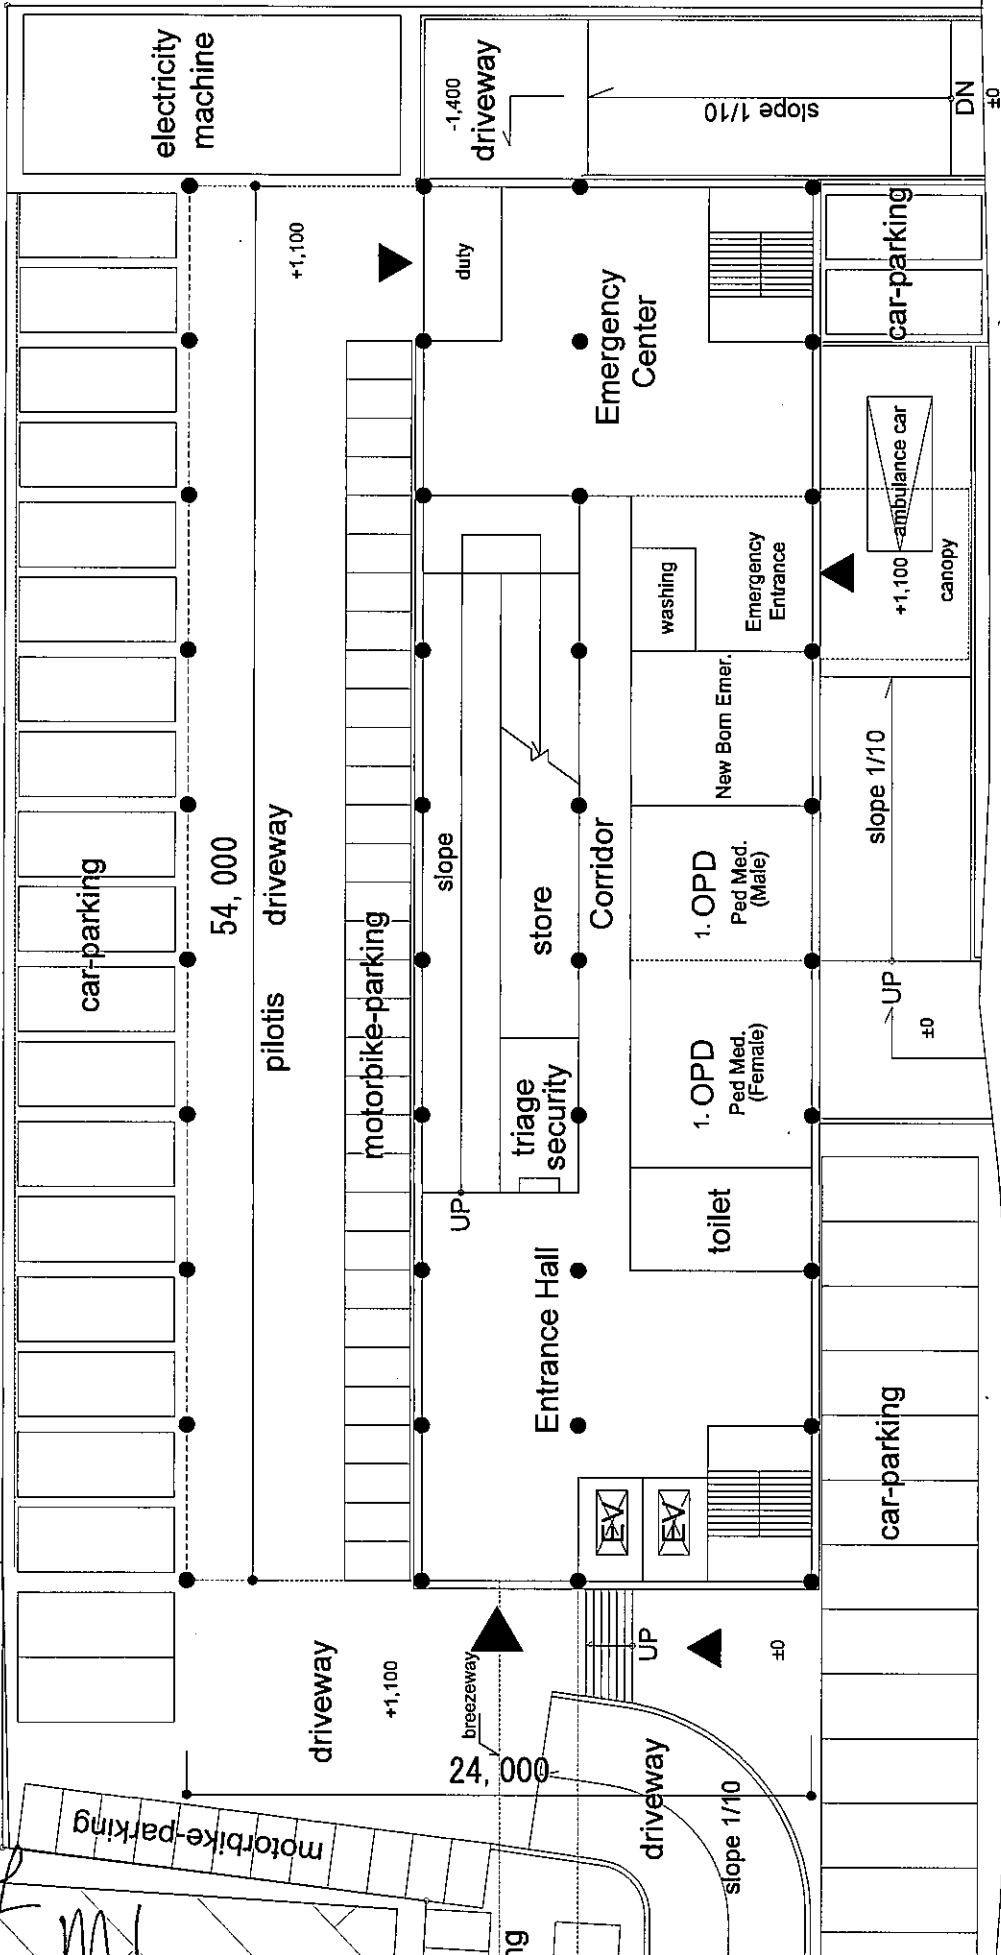 electricity
machine
-1,400
driveway
slope 1/10
DN
±0
car-parking
+1,100
duty
Emergency
Center
car-parking
54,000
pilotis driveway
motorbike-parking
slope
store
Corridor
washing
Emergency
Entrance
ambulance car
+1,100
canopy
New Born Emer.
1. OPD
Ped Med.
(Male)
slope 1/10
UP
±0
triage
security
1. OPD
Ped Med.
(Female)
UP
toilet
Entrance Hall
EV
EV
car-parking
driveway
+1,100
breezeway
UP
±0
24,000
driveway
slope 1/10
motorbike-parking
ng